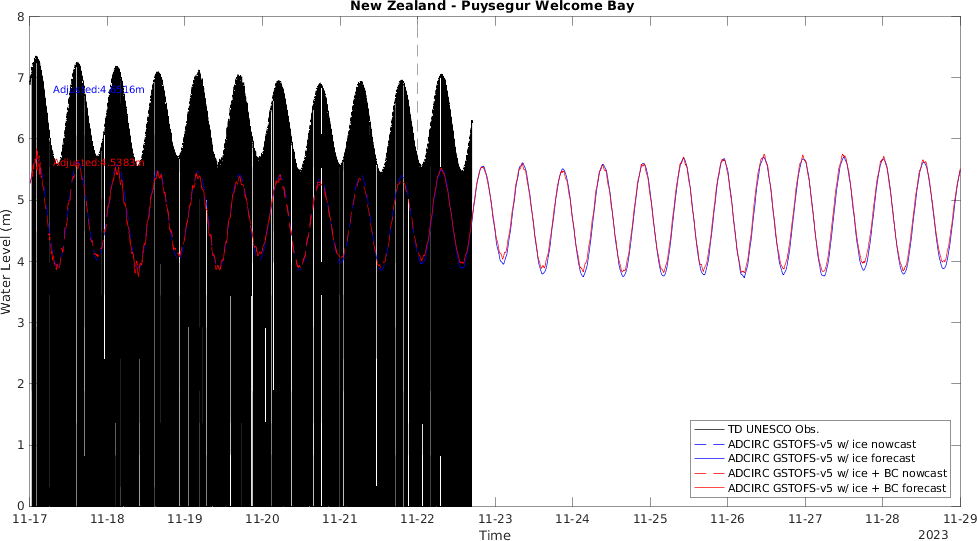 New Zealand - Puysegur Welcome Bay
8
7
6
5
4
3
2
1
0
Water Level (m)
11-17
11-18
11-19
11-20
11-21
11-22
11-23
11-24
11-25
11-26
11-27
11-28
11-29
Time
2023
TD UNESCO Obs.
ADCIRC GSTOFS-v5 w/ ice nowcast
ADCIRC GSTOFS-v5 w/ ice forecast
ADCIRC GSTOFS-v5 w/ ice + BC nowcast
ADCIRC GSTOFS-v5 w/ ice + BC forecast